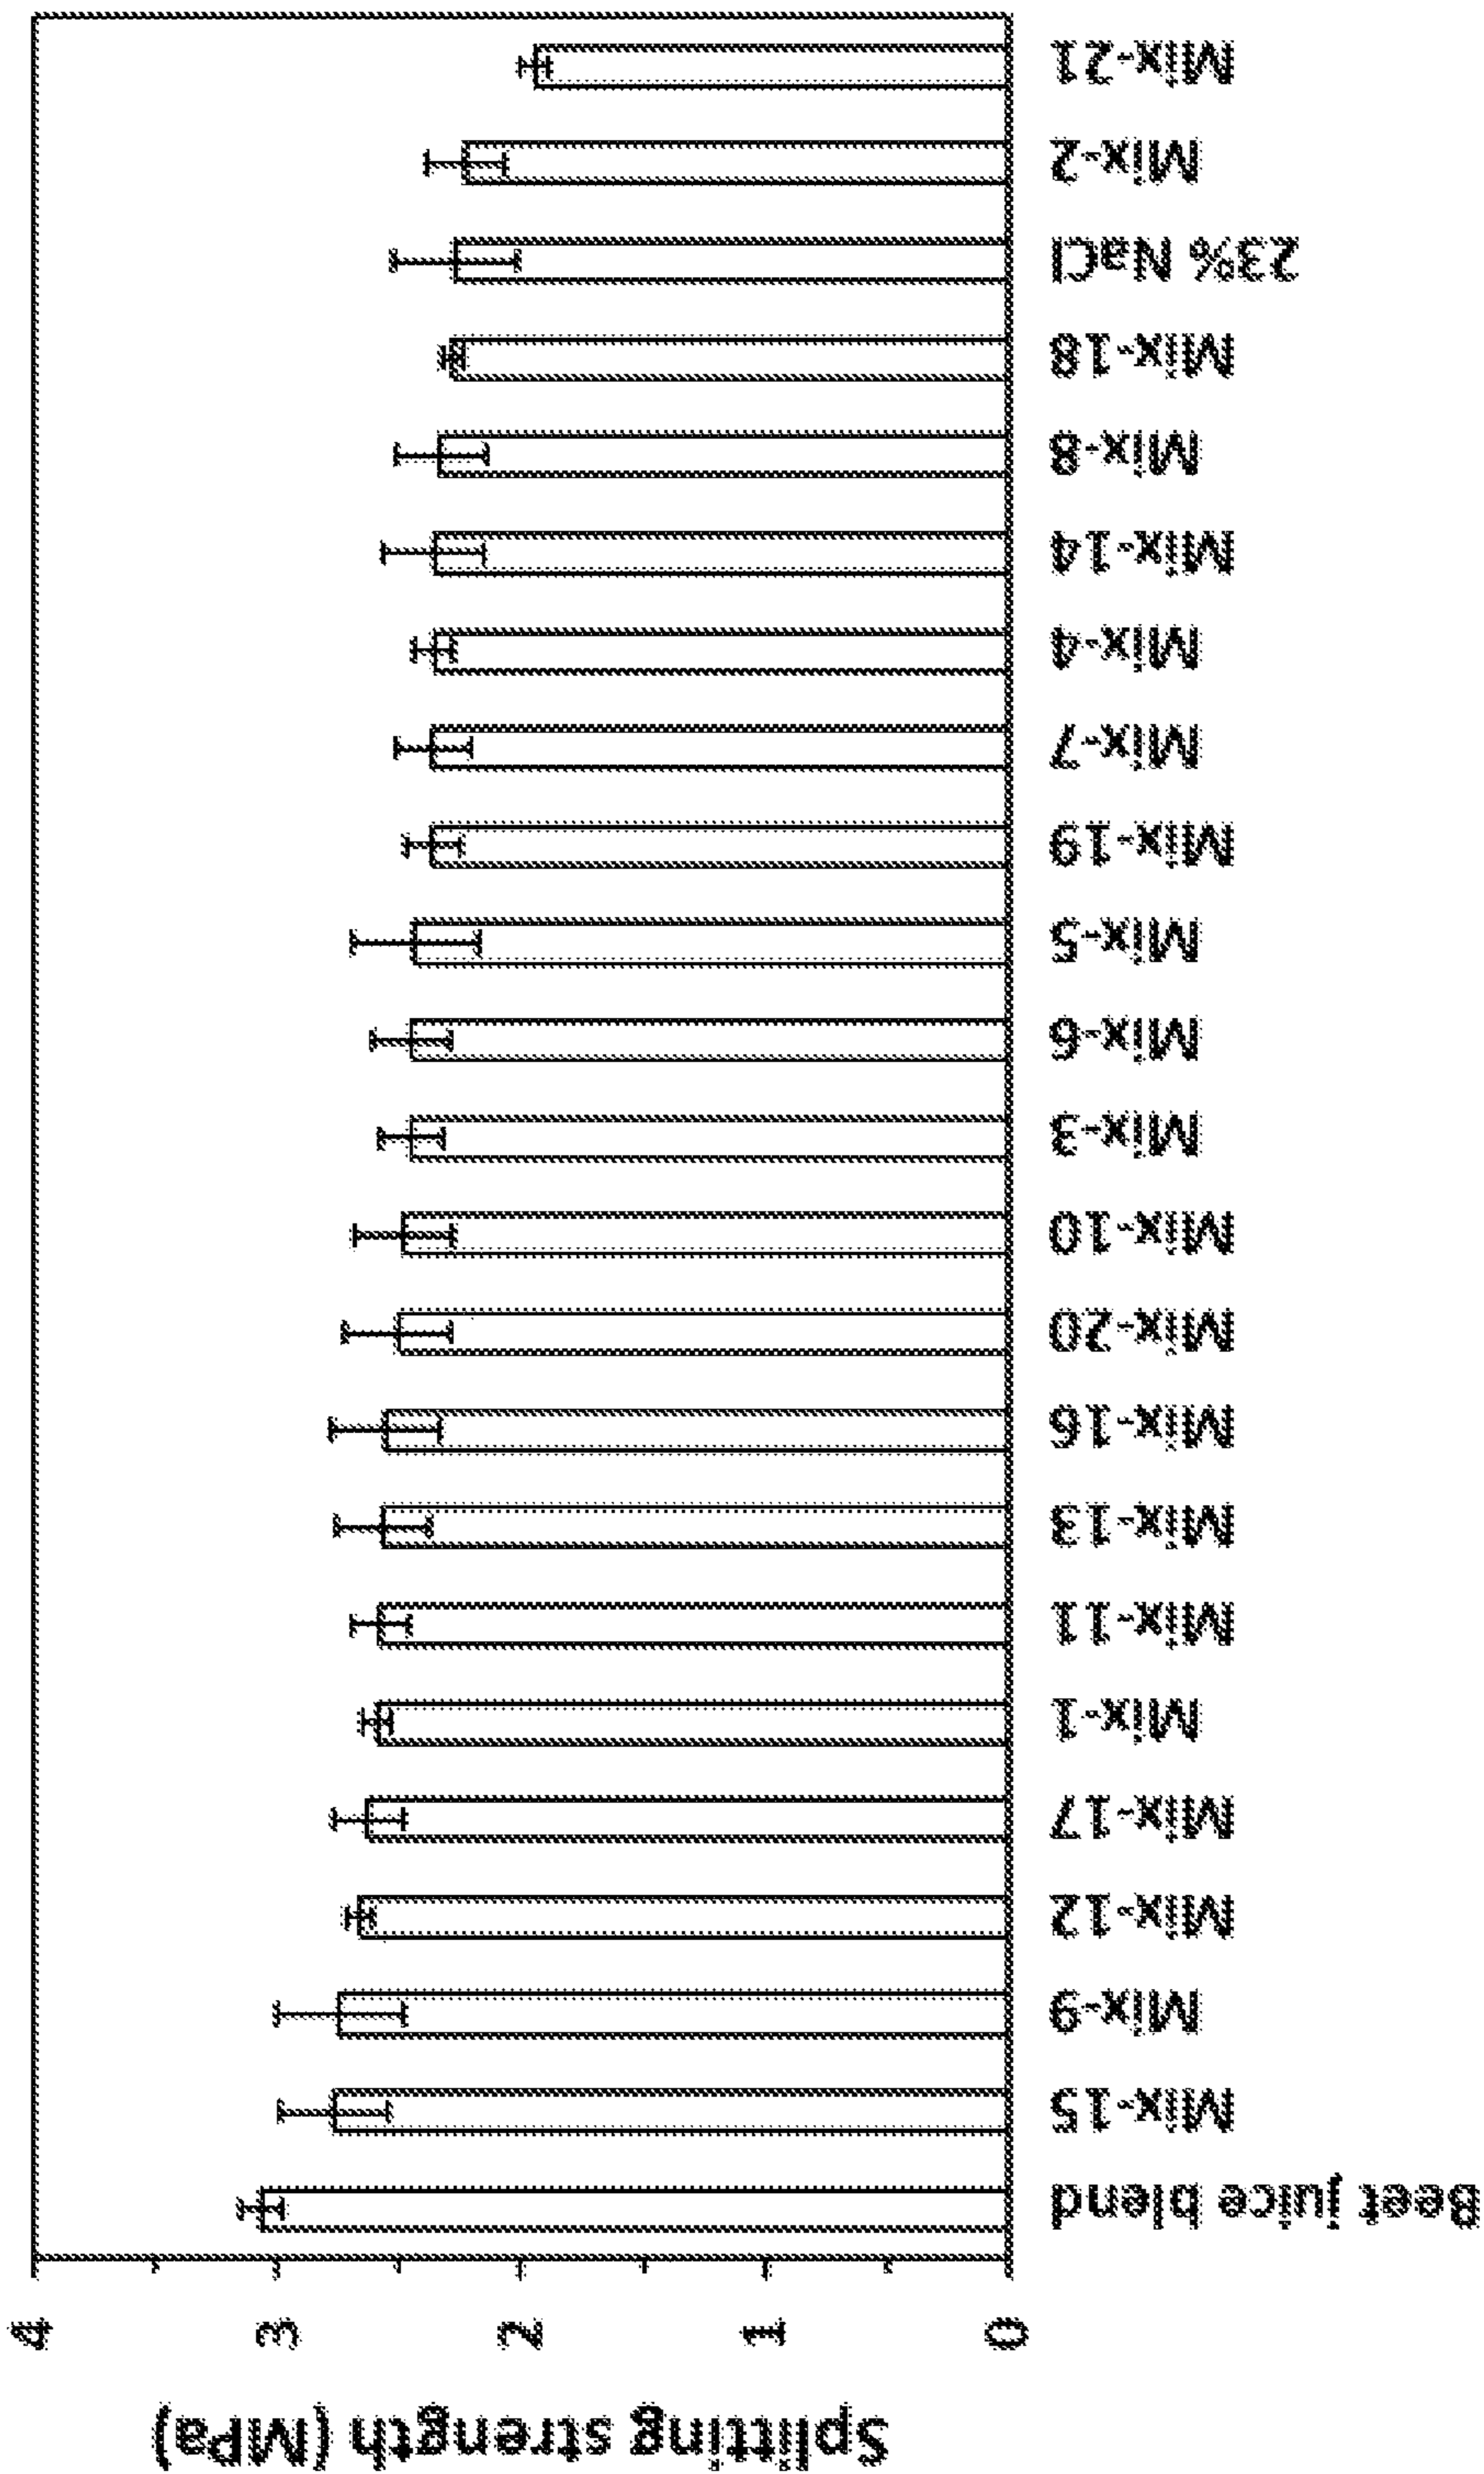 Splitting strength (MPa)
4
3
2
1
0
Beet juice blend
Mix-15
Mix-9
Mix-12
Mix-17
Mix-1
Mix-11
Mix-13
Mix-16
Mix-20
Mix-10
Mix-3
Mix-6
Mix-5
Mix-19
Mix-7
Mix-4
Mix-14
Mix-8
Mix-18
23% NaCl
Mix-2
Mix-21